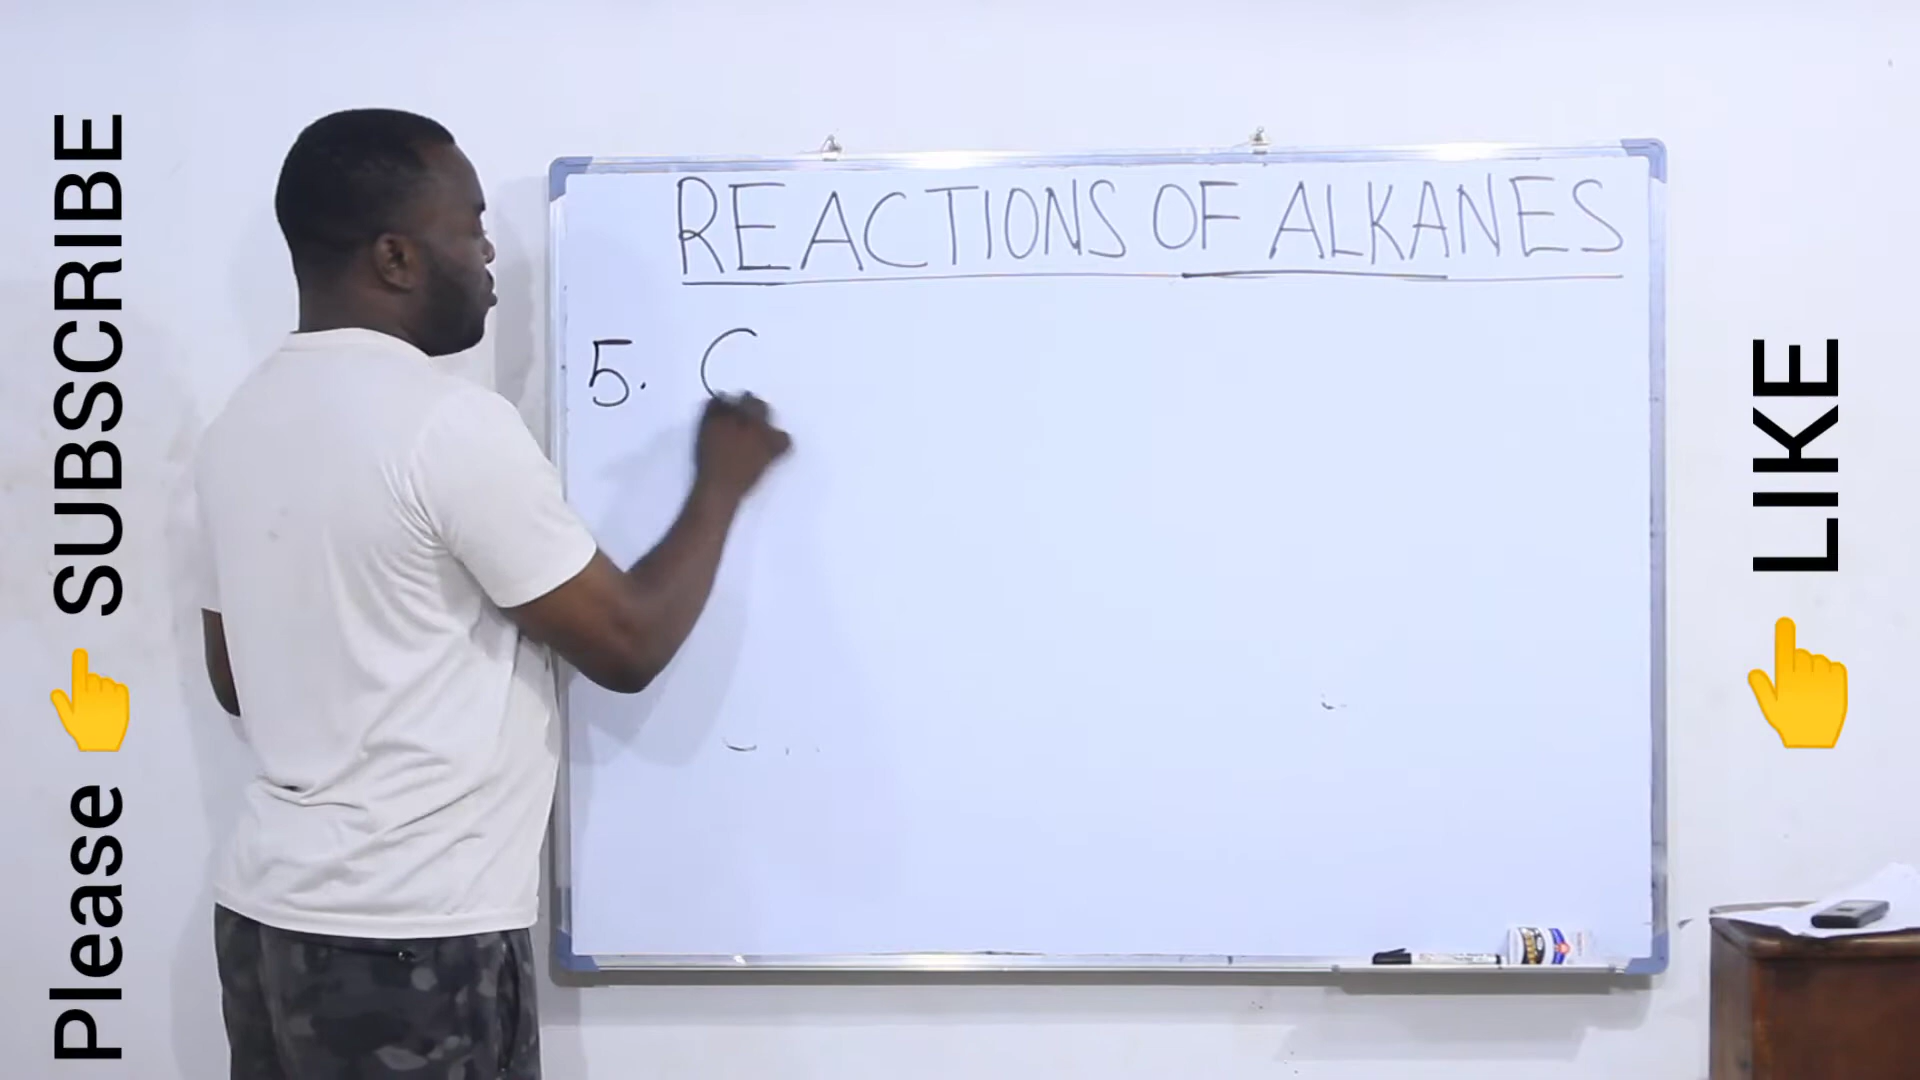 REACTIONS OF ALKANES
5. C
Please 👆 SUBSCRIBE
👆 LIKE